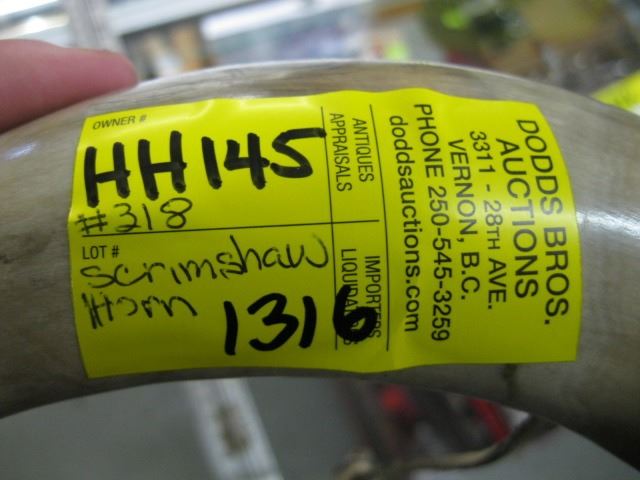 OWNER #
HH145
#318
LOT #
Scrimshaw
Horn
1316
ANTIQUES
APPRAISALS
IMPORTERS
DODDS BROS.
AUCTIONS
3311 - 28TH AVE.
VERNON, B.C.
PHONE 250-545-3259
doddsauctions.com